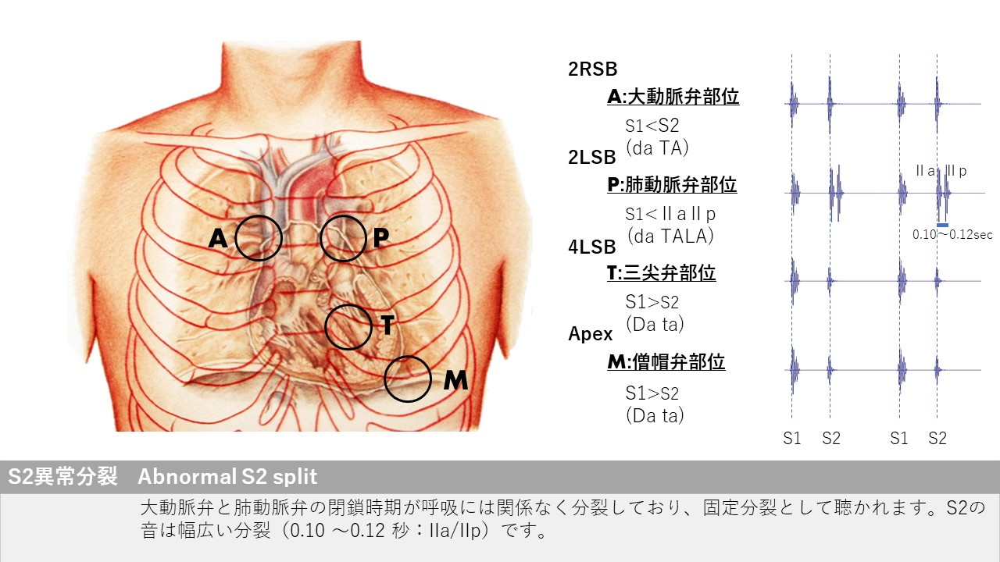 A
P
T
M
2RSB
A:大動脈弁部位
S1<S2
(da TA)
2LSB
P:肺動脈弁部位
S1<ⅡaⅡp
(da TALA)
4LSB
T:三尖弁部位
S1>S2
(Da ta)
Apex
M:僧帽弁部位
S1>S2
(Da ta)
Ⅱa Ⅱp
0.10～0.12sec
S1 S2 S1 S2
S2異常分裂 Abnormal S2 split
大動脈弁と肺動脈弁の閉鎖時期が呼吸には関係なく分裂しており、固定分裂として聴かれます。S2の
音は幅広い分裂（0.10 ～0.12 秒：IIa/IIp）です。